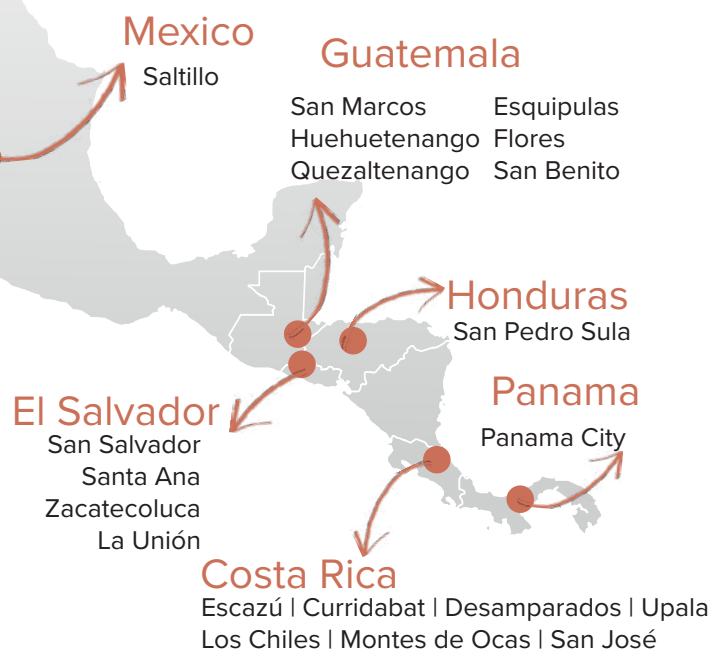 Mexico
Saltillo
Guatemala
San Marcos
Huehuetenango
Quezaltenango
Esquipulas
Flores
San Benito
Honduras
San Pedro Sula
El Salvador
San Salvador
Santa Ana
Zacatecoluca
La Unión
Panama
Panama City
Costa Rica
Escazú | Curridabat | Desamparados | Upala
Los Chiles | Montes de Ocas | San José